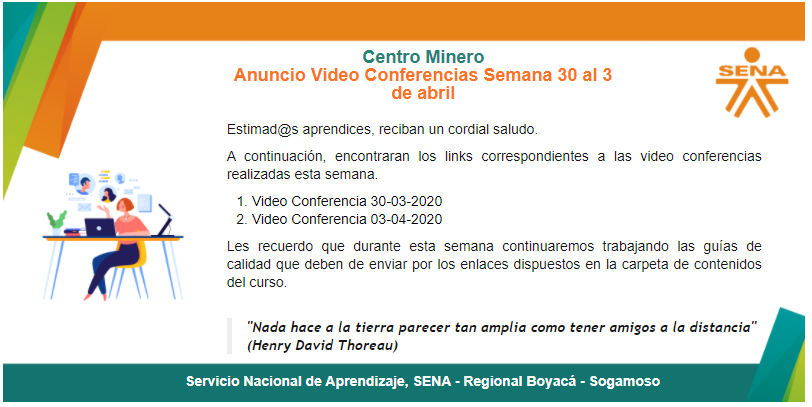 Centro Minero
Anuncio Video Conferencias Semana 30 al 3
de abril
SENA
Estimad@s aprendices, reciban un cordial saludo.
A continuación, encontraran los links correspondientes a las video conferencias
realizadas esta semana.
1. Video Conferencia 30-03-2020
2. Video Conferencia 03-04-2020
Les recuerdo que durante esta semana continuaremos trabajando las guías de
calidad que deben de enviar por los enlaces dispuestos en la carpeta de contenidos
del curso.
"Nada hace a la tierra parecer tan amplia como tener amigos a la distancia"
(Henry David Thoreau)
Servicio Nacional de Aprendizaje, SENA - Regional Boyacá - Sogamoso